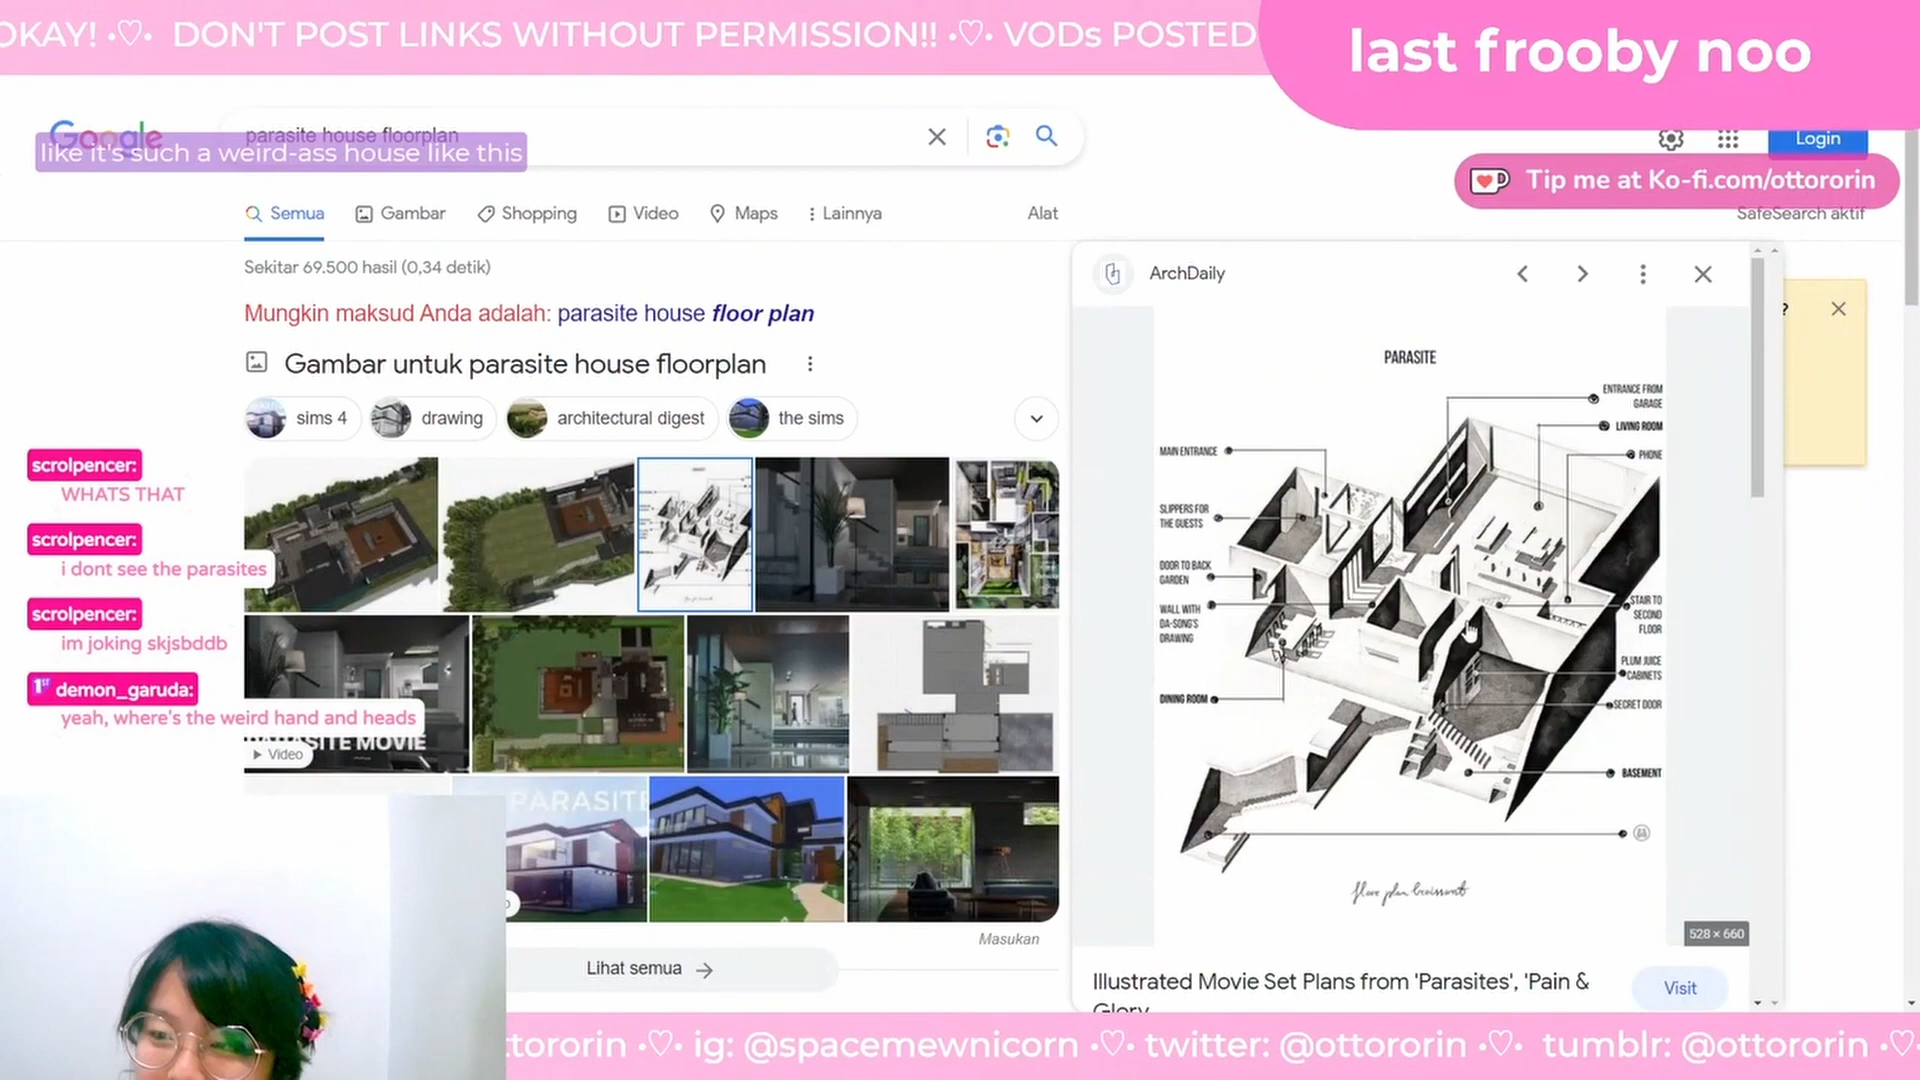 OKAY! •♡• DON'T POST LINKS WITHOUT PERMISSION!! •♡• VODs POSTED
last frooby noo
Google
parasite house floorplan
like it's such a weird-ass house like this
Login
Tip me at Ko-fi.com/ottororin
Semua
Gambar
Shopping
Video
Maps
Lainnya
Alat
SafeSearch aktif
Sekitar 69.500 hasil (0,34 detik)
Mungkin maksud Anda adalah: parasite house floor plan
Gambar untuk parasite house floorplan
sims 4
drawing
architectural digest
the sims
scrolpencer:
WHATS THAT
scrolpencer:
i dont see the parasites
scrolpencer:
im joking skjsbddb
1ST demon_garuda:
yeah, where's the weird hand and heads
PARASITE MOVIE
Video
PARASITE
Masukan
Lihat semua
ArchDaily
?
PARASITE
ENTRANCE FROM
GARAGE
LIVING ROOM
MAIN ENTRANCE
PHONE
SLIPPERS FOR
THE GUESTS
DOOR TO BACK
GARDEN
WALL WITH
DA-SONG'S
DRAWING
STAIR TO
SECOND
FLOOR
PLUM JUICE
CABINETS
DINING ROOM
SECRET DOOR
BASEMENT
floor plan croissant
528 × 660
Illustrated Movie Set Plans from 'Parasites', 'Pain &
Glory
Visit
ttororin •♡• ig: @spacemewnicorn •♡• twitter: @ottororin •♡• tumblr: @ottororin •♡•